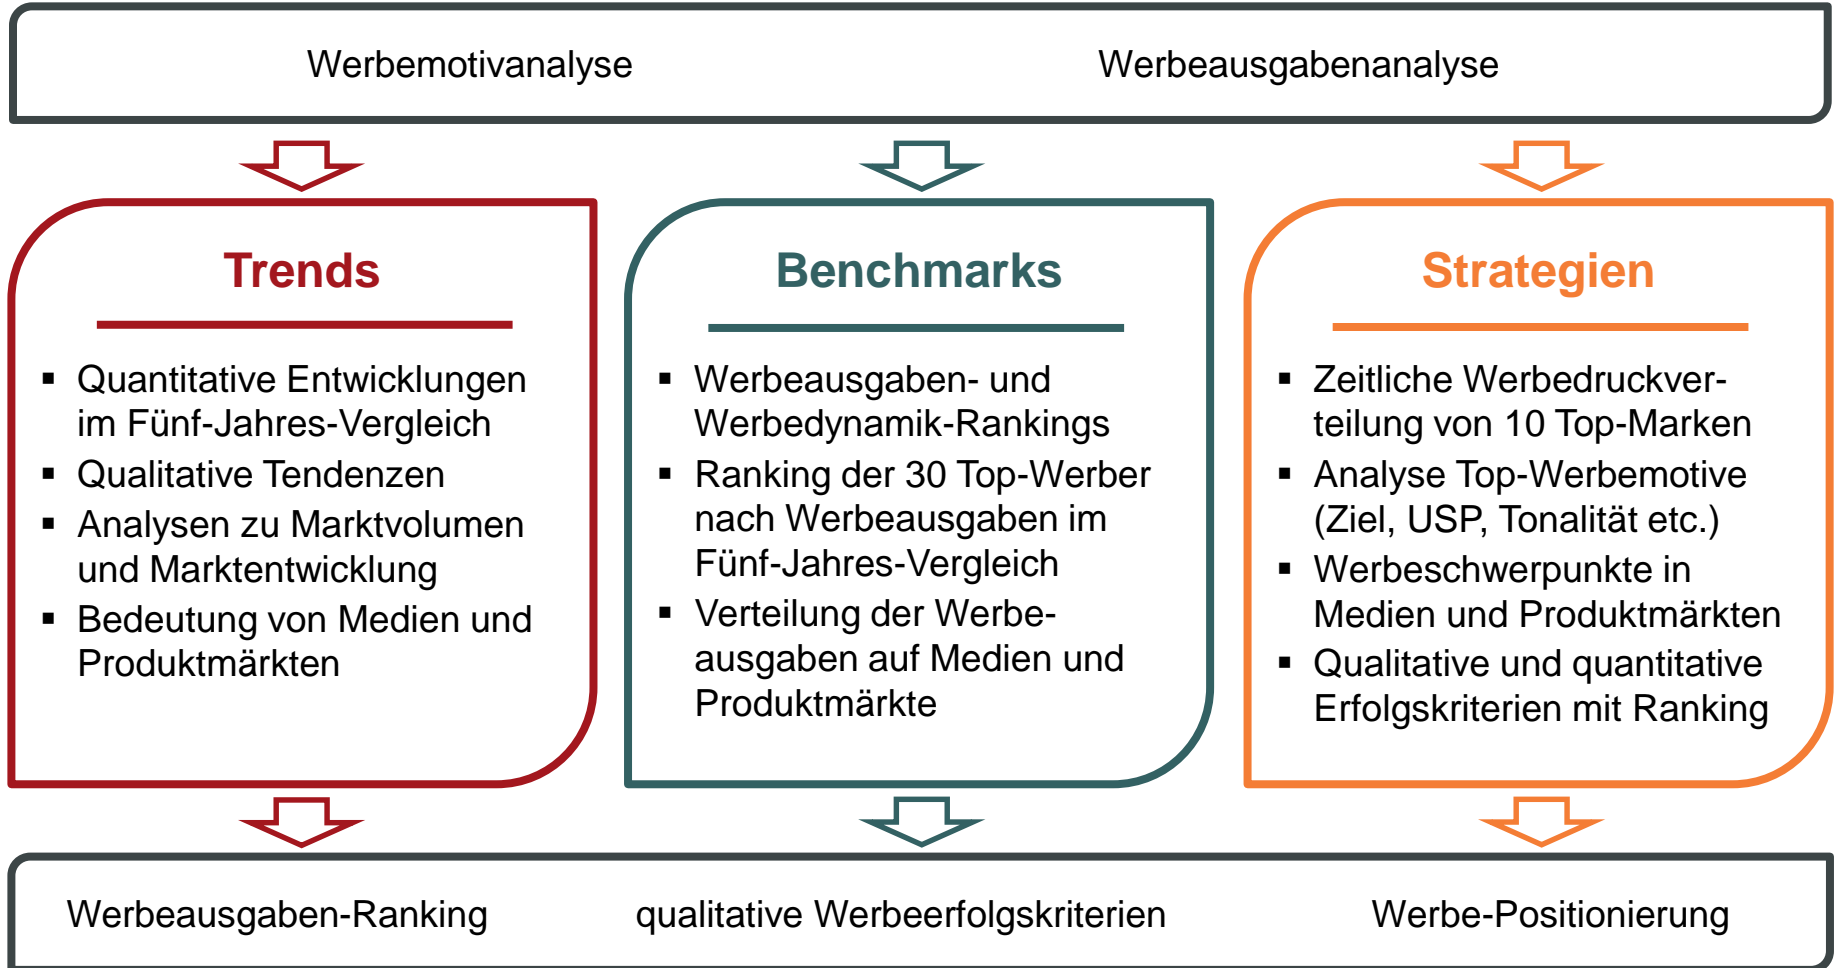 Werbemotivanalyse
Werbeausgabenanalyse
Trends
▪ Quantitative Entwicklungen
im Fünf-Jahres-Vergleich
▪ Qualitative Tendenzen
▪ Analysen zu Marktvolumen
und Marktentwicklung
▪ Bedeutung von Medien und
Produktmärkten
Benchmarks
▪ Werbeausgaben- und
Werbedynamik-Rankings
▪ Ranking der 30 Top-Werber
nach Werbeausgaben im
Fünf-Jahres-Vergleich
▪ Verteilung der Werbe-
ausgaben auf Medien und
Produktmärkte
Strategien
▪ Zeitliche Werbedruckver-
teilung von 10 Top-Marken
▪ Analyse Top-Werbemotive
(Ziel, USP, Tonalität etc.)
▪ Werbeschwerpunkte in
Medien und Produktmärkten
▪ Qualitative und quantitative
Erfolgskriterien mit Ranking
Werbeausgaben-Ranking
qualitative Werbeerfolgskriterien
Werbe-Positionierung